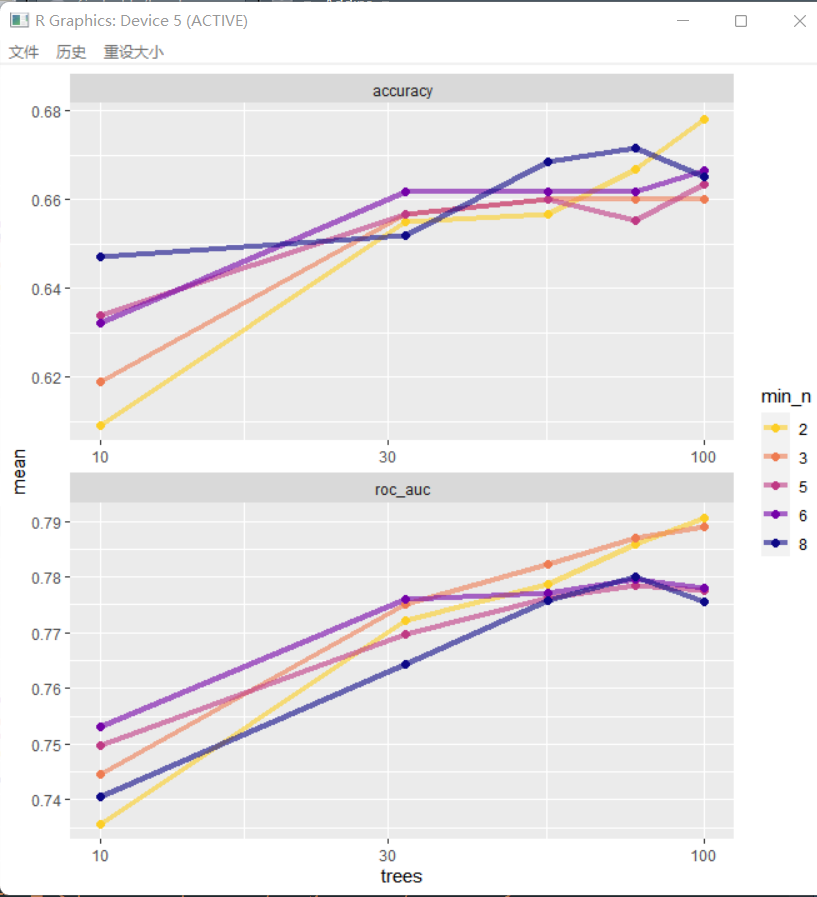 R Graphics: Device 5 (ACTIVE)
文件 历史 重设大小
accuracy
0.68
0.66
0.64
0.62
10 30 100
mean
roc_auc
0.79
0.78
0.77
0.76
0.75
0.74
10 30 100
trees
min_n
2
3
5
6
8